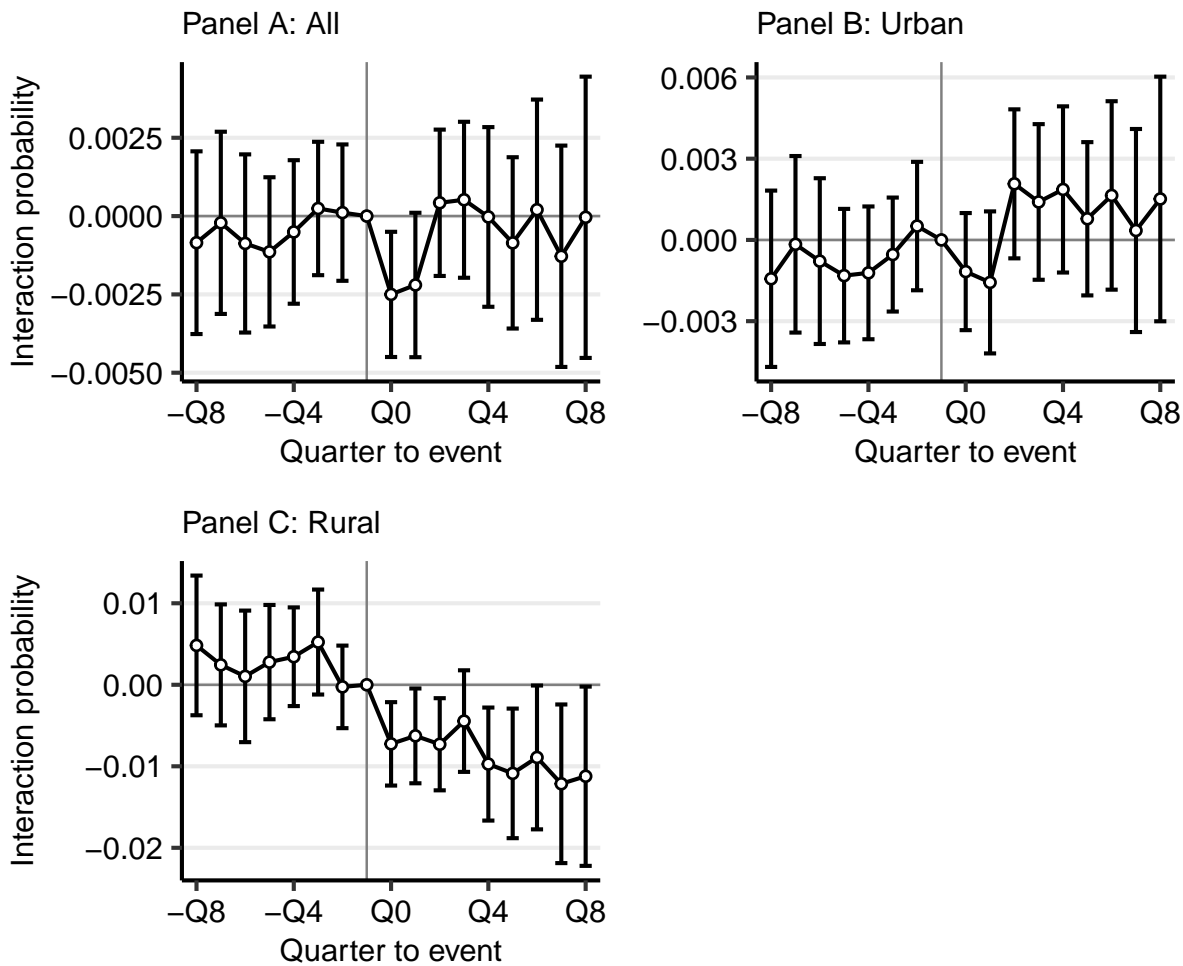 Panel A: All
Interaction probability
0.0025
0.0000
−0.0025
−0.0050
−Q8 −Q4 Q0 Q4 Q8
Quarter to event
Panel B: Urban
0.006
0.003
0.000
−0.003
−Q8 −Q4 Q0 Q4 Q8
Quarter to event
Panel C: Rural
Interaction probability
0.01
0.00
−0.01
−0.02
−Q8 −Q4 Q0 Q4 Q8
Quarter to event